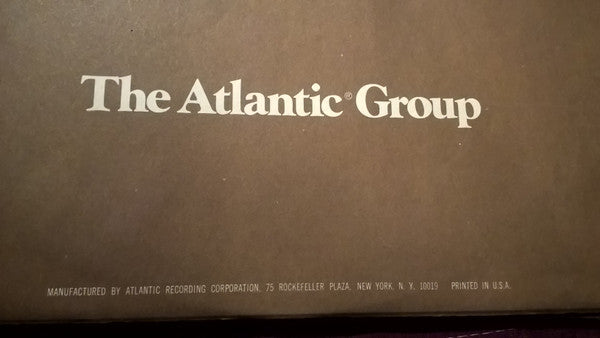 The Atlantic® Group
MANUFACTURED BY ATLANTIC RECORDING CORPORATION, 75 ROCKEFELLER PLAZA, NEW YORK, N. Y. 10019 PRINTED IN U.S.A.